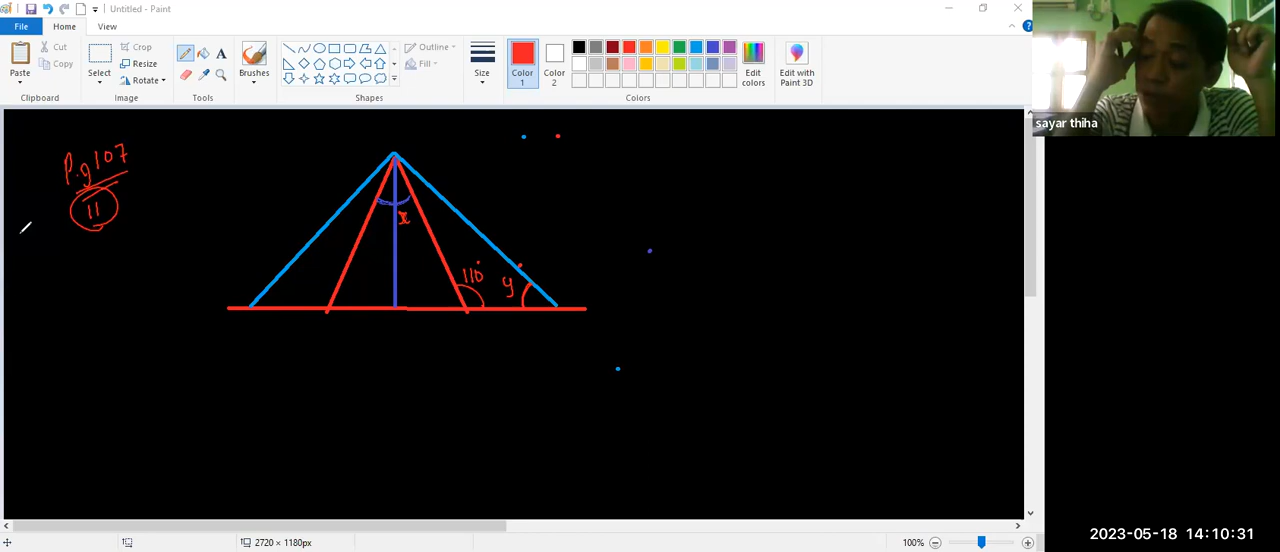 Untitled - Paint
File
Home
View
Paste
Cut
Copy
Clipboard
Select
Crop
Resize
Rotate
Image
A
Tools
Brushes
Shapes
Outline
Fill
Size
Color
1
Color
2
Edit
colors
Colors
Edit with
Paint 3D
sayar thiha
P.g 107
11
x
110°
y°
2720 × 1180px
100%
2023-05-18 14:10:31